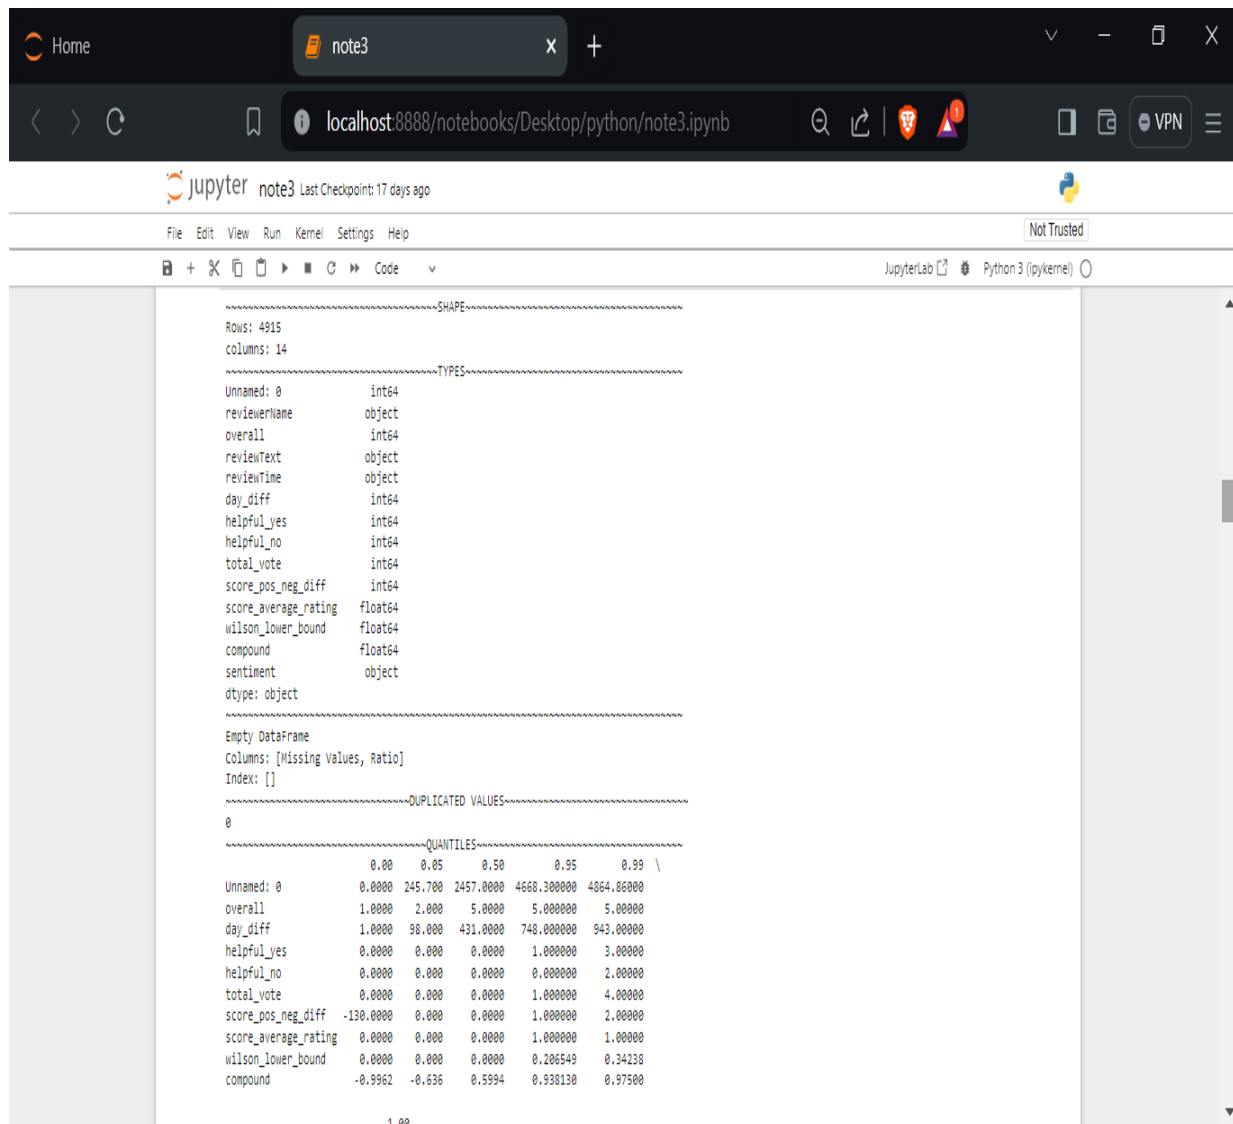 Home
note3
localhost:8888/notebooks/Desktop/python/note3.ipynb
1
VPN
jupyter note3 Last Checkpoint: 17 days ago
File Edit View Run Kernel Settings Help
Not Trusted
Code
JupyterLab
Python 3 (ipykernel)
~~~~~~~~~~~~~~~~~~~~~~~~~~~~~~~~~~~~~~SHAPE~~~~~~~~~~~~~~~~~~~~~~~~~~~~~~~~~~~~~~~
Rows: 4915
columns: 14
~~~~~~~~~~~~~~~~~~~~~~~~~~~~~~~~~~~~~~TYPES~~~~~~~~~~~~~~~~~~~~~~~~~~~~~~~~~~~~~~~
Unnamed: 0 int64
reviewerName object
overall int64
reviewText object
reviewTime object
day_diff int64
helpful_yes int64
helpful_no int64
total_vote int64
score_pos_neg_diff int64
score_average_rating float64
wilson_lower_bound float64
compound float64
sentiment object
dtype: object
~~~~~~~~~~~~~~~~~~~~~~~~~~~~~~~~~~~~~~~~~~~~~~~~~~~~~~~~~~~~~~~~~~~~~~~~~~~~~~~~~~
Empty DataFrame
Columns: [Missing Values, Ratio]
Index: []
~~~~~~~~~~~~~~~~~~~~~~~~~~~~~~~~~DUPLICATED VALUES~~~~~~~~~~~~~~~~~~~~~~~~~~~~~~~~~
0
~~~~~~~~~~~~~~~~~~~~~~~~~~~~~~~~~~~~QUANTILES~~~~~~~~~~~~~~~~~~~~~~~~~~~~~~~~~~~~~
0.00 0.05 0.50 0.95 0.99 \
Unnamed: 0 0.0000 245.700 2457.0000 4668.300000 4864.86000
overall 1.0000 2.000 5.0000 5.000000 5.00000
day_diff 1.0000 98.000 431.0000 748.000000 943.00000
helpful_yes 0.0000 0.000 0.0000 1.000000 3.00000
helpful_no 0.0000 0.000 0.0000 0.000000 2.00000
total_vote 0.0000 0.000 0.0000 1.000000 4.00000
score_pos_neg_diff -130.0000 0.000 0.0000 1.000000 2.00000
score_average_rating 0.0000 0.000 0.0000 1.000000 1.00000
wilson_lower_bound 0.0000 0.000 0.0000 0.206549 0.34238
compound -0.9962 -0.636 0.5994 0.938130 0.97500
1.00